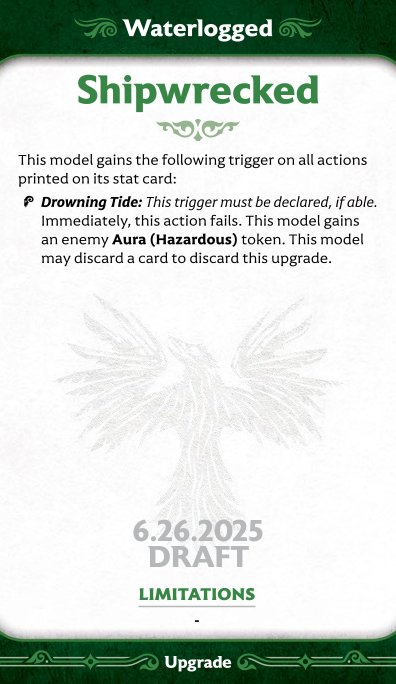 Waterlogged
Shipwrecked
This model gains the following trigger on all actions
printed on its stat card:
Drowning Tide: This trigger must be declared, if able.
Immediately, this action fails. This model gains
an enemy Aura (Hazardous) token. This model
may discard a card to discard this upgrade.
6.26.2025
DRAFT
LIMITATIONS
-
Upgrade